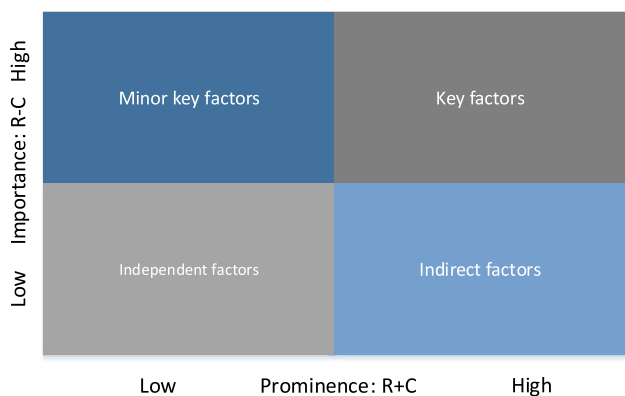 High
Importance: R-C
Low
Minor key factors
Key factors
Independent factors
Indirect factors
Low
Prominence: R+C
High